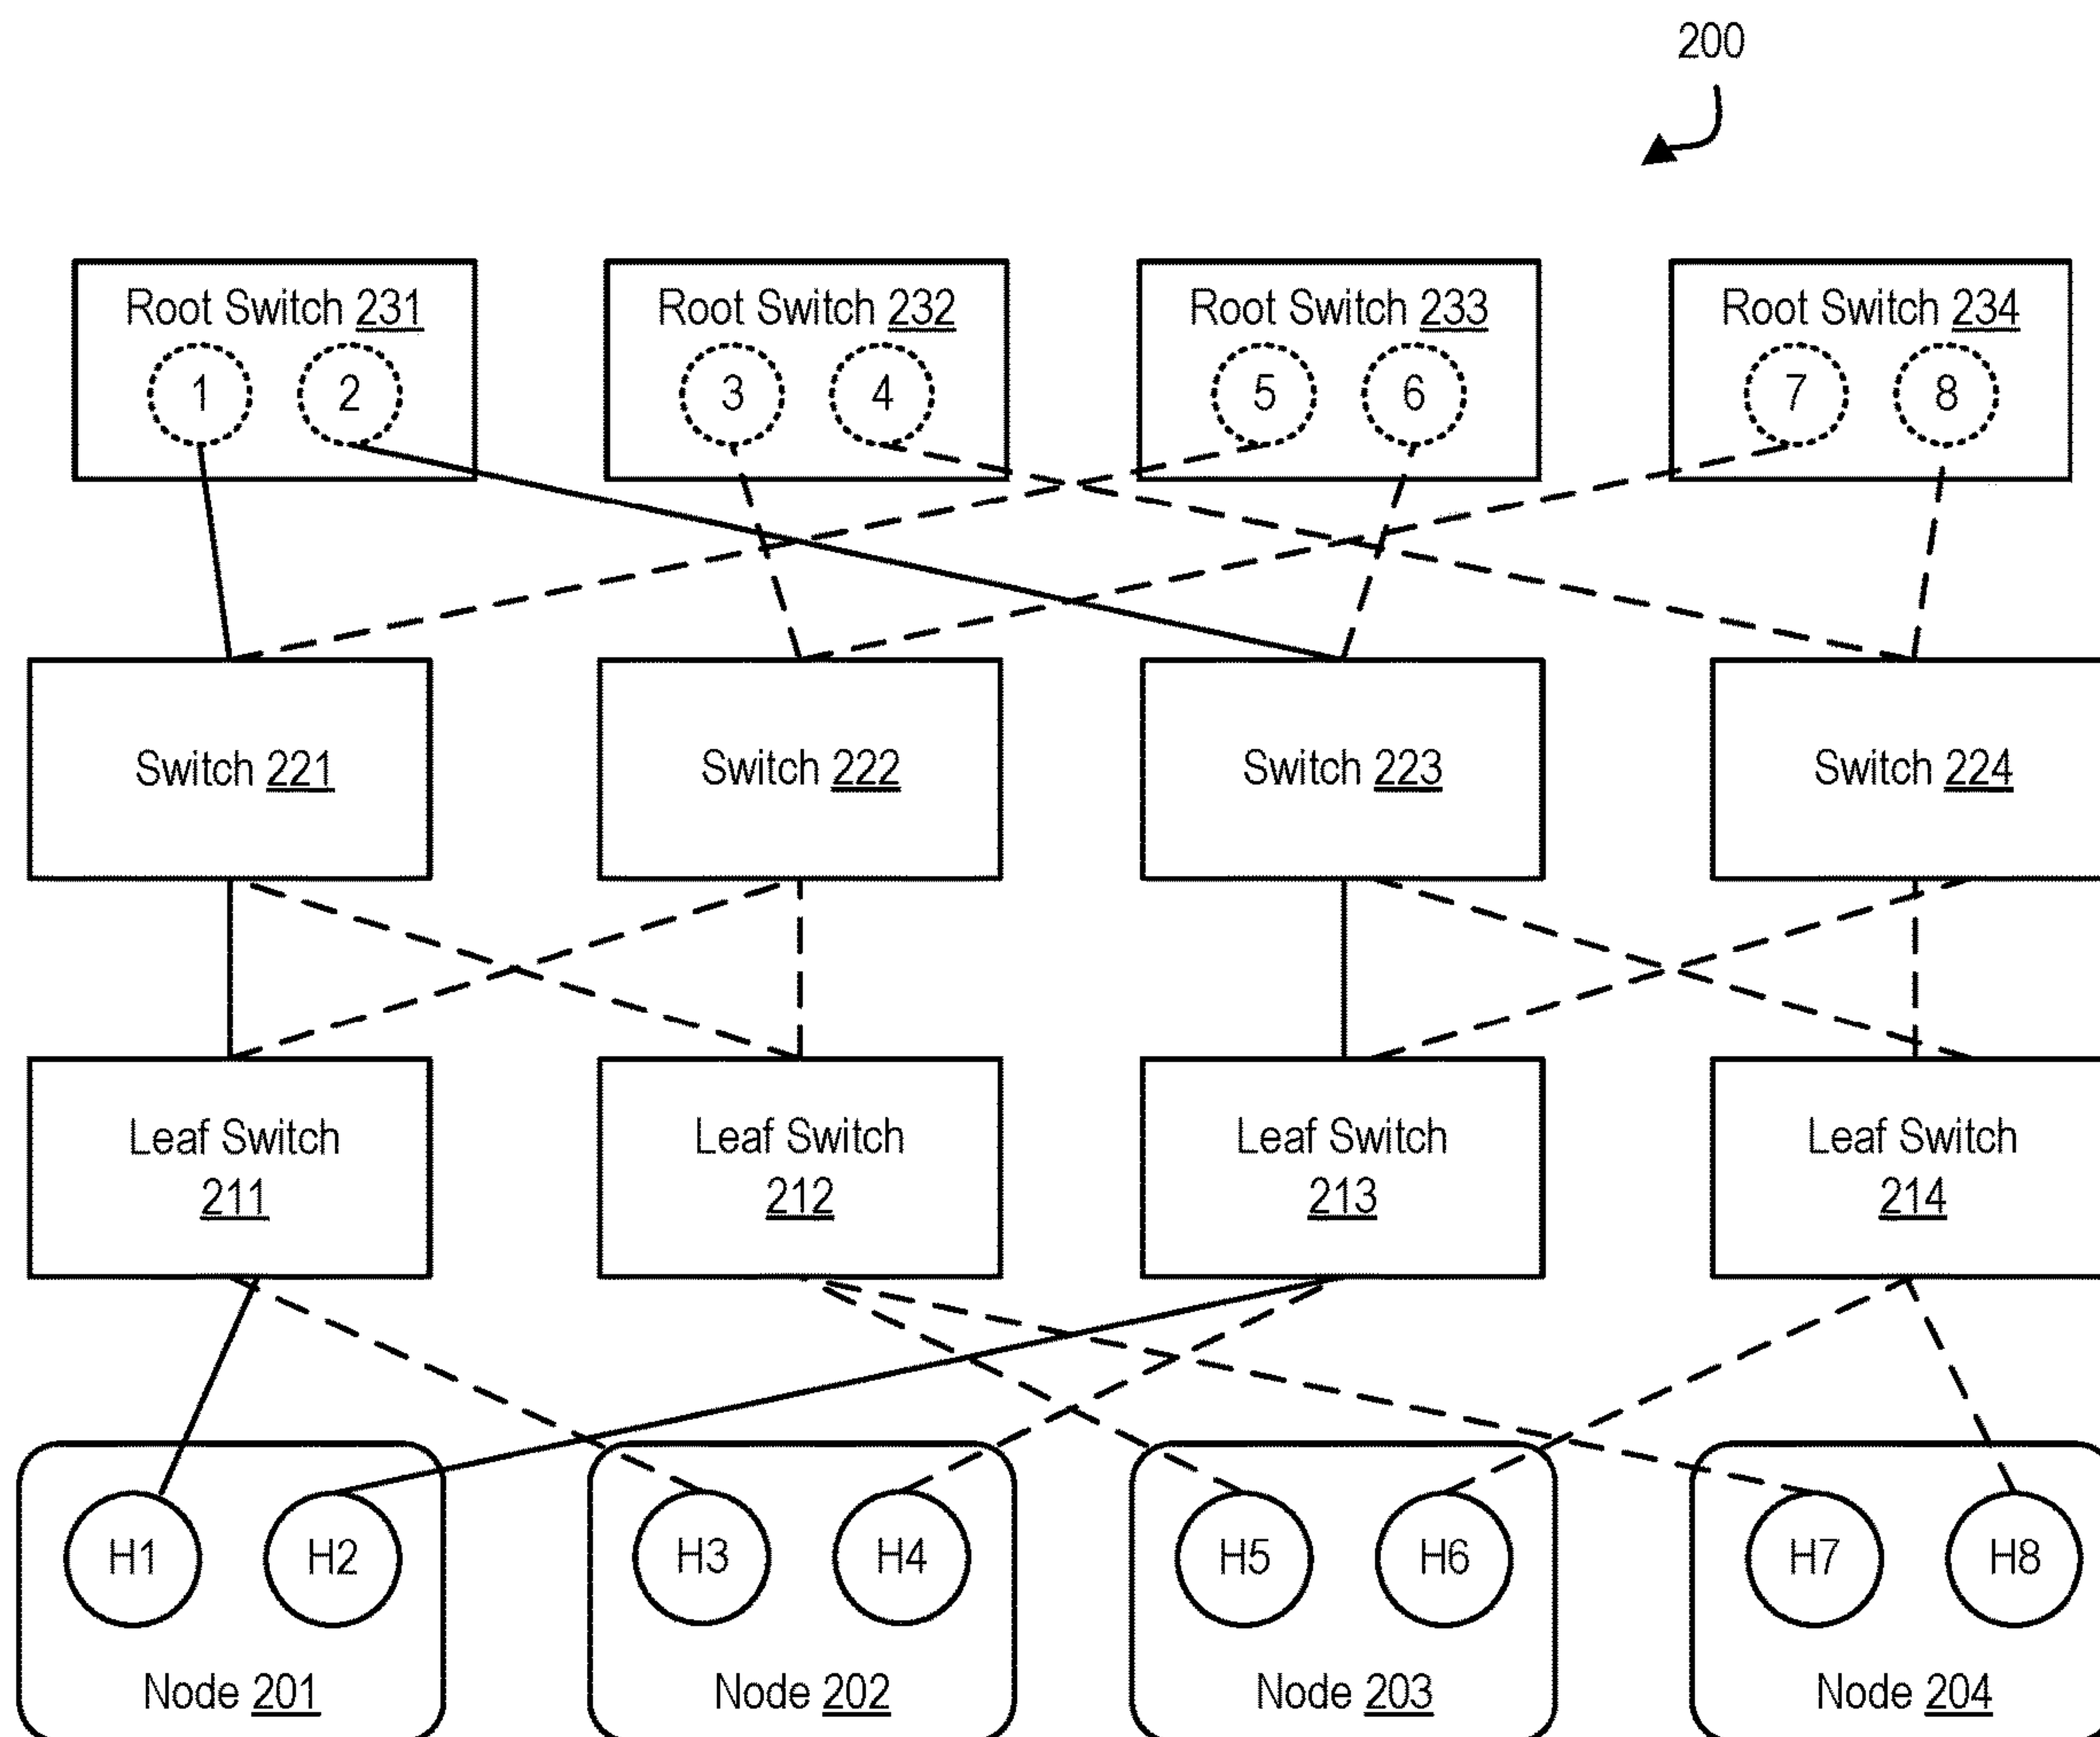 200
Root Switch 231
Root Switch 232
Root Switch 233
Root Switch 234
1
2
3
4
5
6
7
8
Switch 221
Switch 222
Switch 223
Switch 224
Leaf Switch
211
Leaf Switch
212
Leaf Switch
213
Leaf Switch
214
H1
H2
H3
H4
H5
H6
H7
H8
Node 201
Node 202
Node 203
Node 204